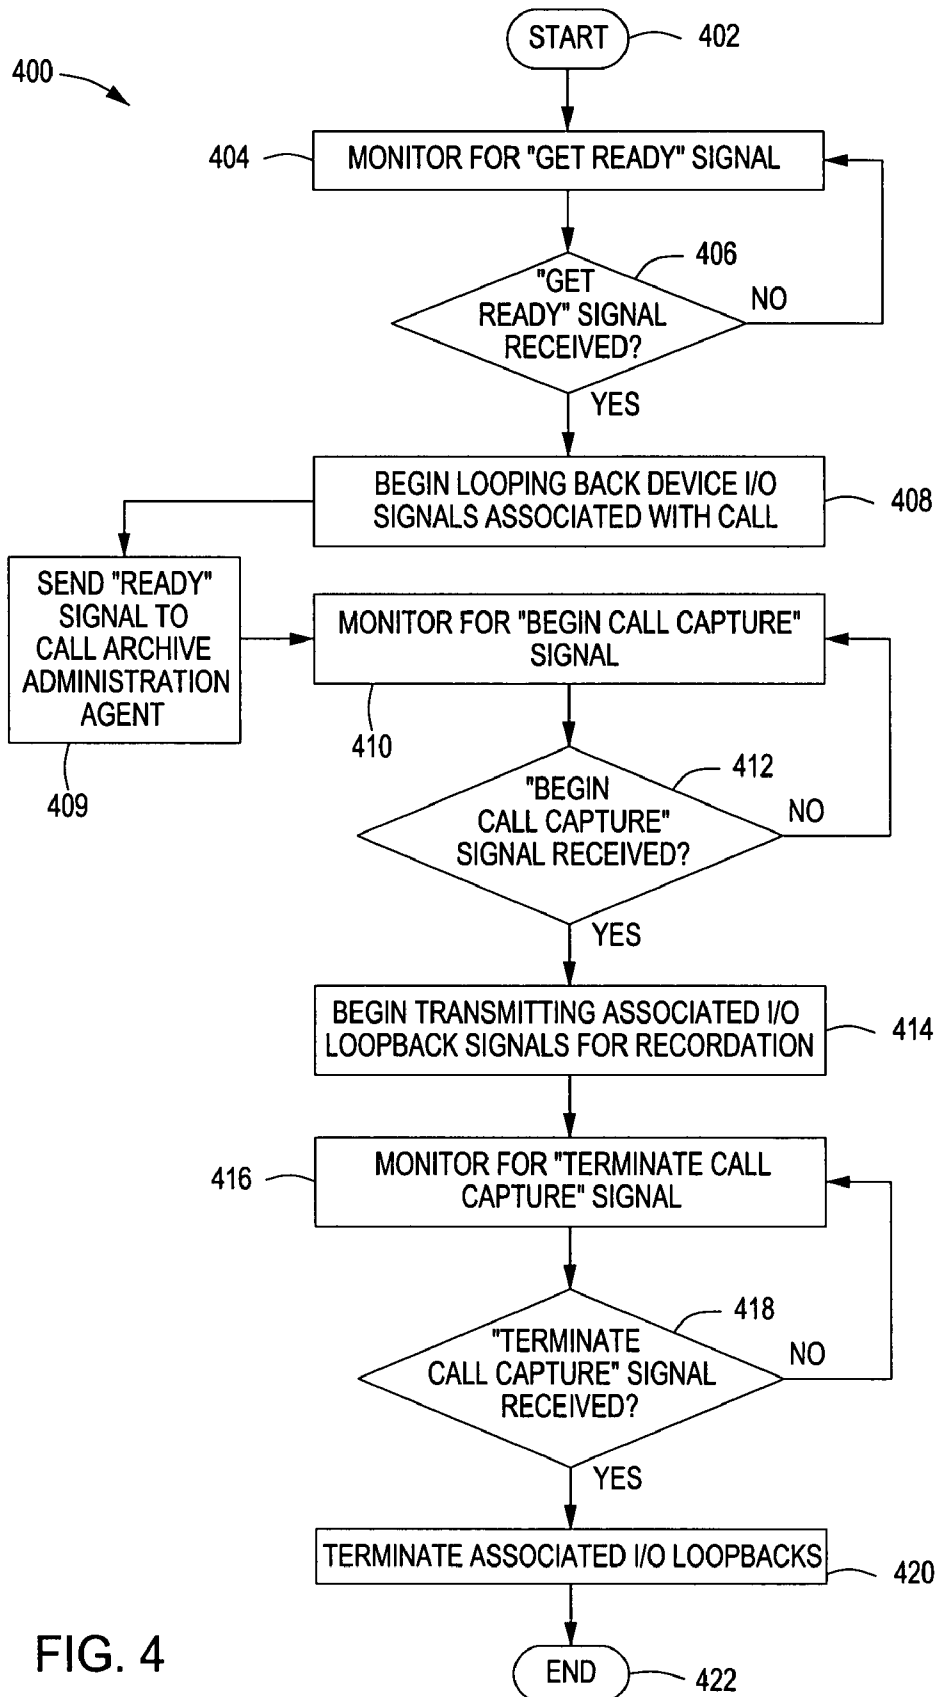 START
402
400
404
MONITOR FOR "GET READY" SIGNAL
406
"GET
READY" SIGNAL
RECEIVED?
NO
YES
BEGIN LOOPING BACK DEVICE I/O
SIGNALS ASSOCIATED WITH CALL
408
SEND "READY"
SIGNAL TO
CALL ARCHIVE
ADMINISTRATION
AGENT
409
MONITOR FOR "BEGIN CALL CAPTURE"
SIGNAL
410
412
"BEGIN
CALL CAPTURE"
SIGNAL RECEIVED?
NO
YES
BEGIN TRANSMITTING ASSOCIATED I/O
LOOPBACK SIGNALS FOR RECORDATION
414
416
MONITOR FOR "TERMINATE CALL
CAPTURE" SIGNAL
418
"TERMINATE
CALL CAPTURE" SIGNAL
RECEIVED?
NO
YES
TERMINATE ASSOCIATED I/O LOOPBACKS
420
END
422
FIG. 4